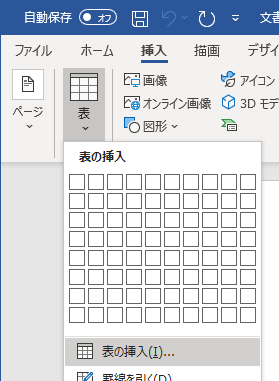 自動保存 オフ 文書
ファイル ホーム 挿入 描画 デザイ
ページ 表 画像 アイコン
オンライン画像 3D モデ
図形
表の挿入
表の挿入(I)...
罫線を引く(D)